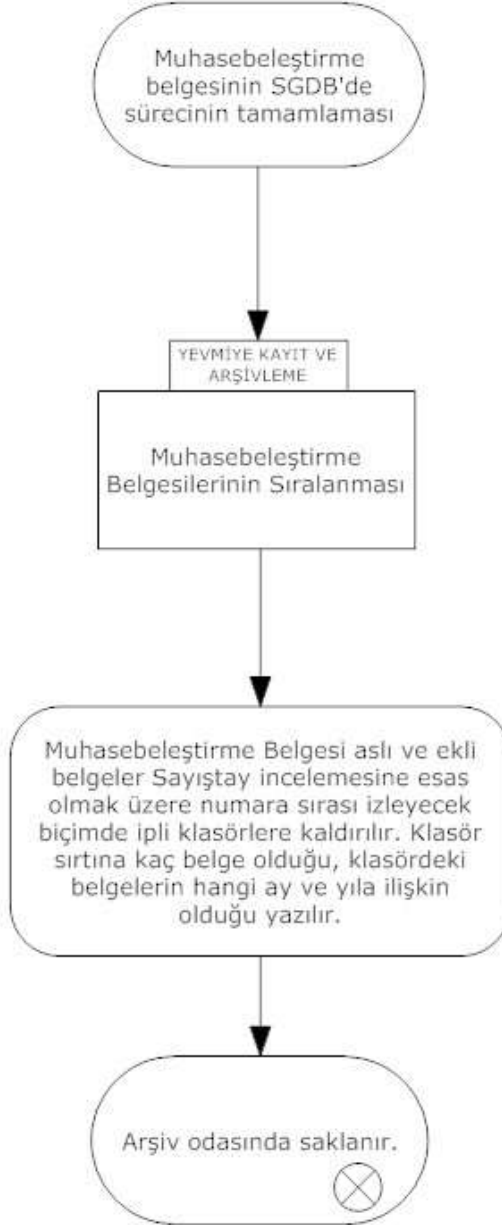 Muhasebeleştirme
belgesinin SGDB'de
sürecinin tamamlaması
YEVMİYE KAYIT VE
ARŞİVLEME
Muhasebeleştirme
Belgesilerinin Sıralanması
Muhasebeleştirme Belgesi aslı ve ekli
belgeler Sayıştay incelemesine esas
olmak üzere numara sırası izleyecek
biçimde ipli klasörlere kaldırılır. Klasör
sırtına kaç belge olduğu, klasördeki
belgelerin hangi ay ve yıla ilişkin
olduğu yazılır.
Arşiv odasında saklanır.